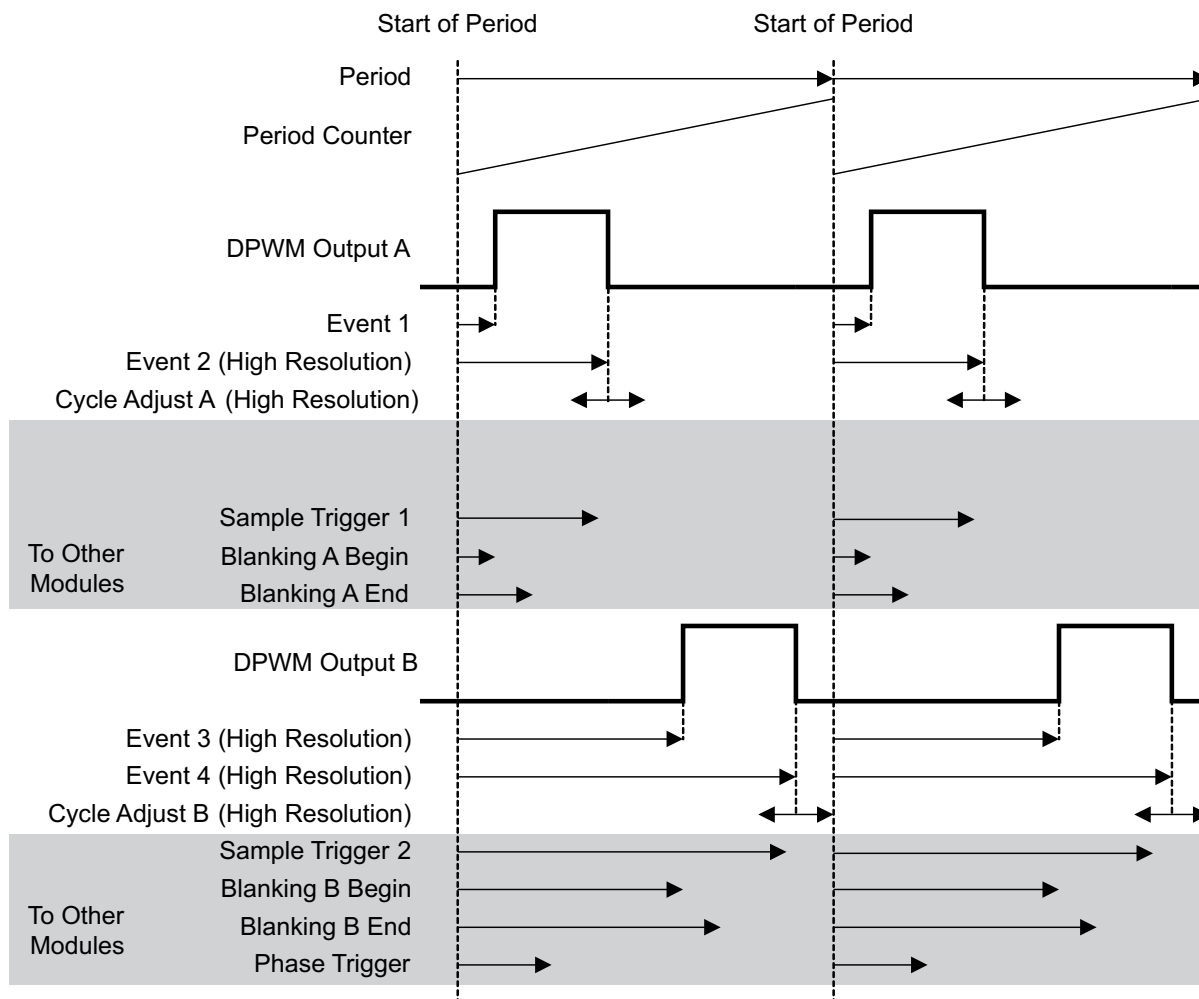 Start of Period
Start of Period
Period
Period Counter
DPWM Output A
Event 1
Event 2 (High Resolution)
Cycle Adjust A (High Resolution)
To Other
Modules
Sample Trigger 1
Blanking A Begin
Blanking A End
DPWM Output B
Event 3 (High Resolution)
Event 4 (High Resolution)
Cycle Adjust B (High Resolution)
To Other
Modules
Sample Trigger 2
Blanking B Begin
Blanking B End
Phase Trigger